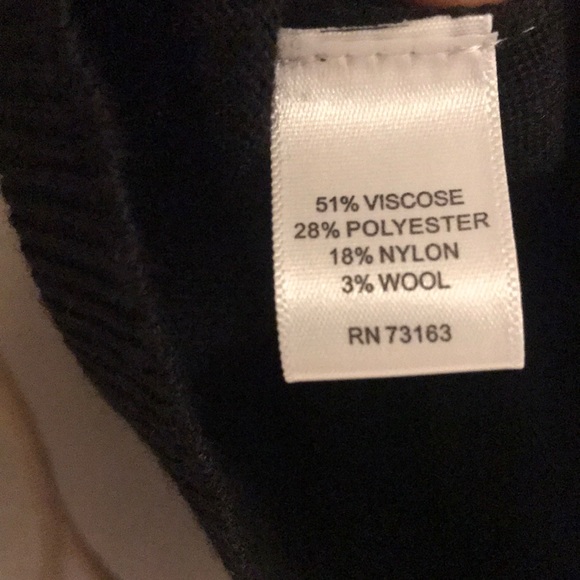 51% VISCOSE
28% POLYESTER
18% NYLON
3% WOOL
RN 73163